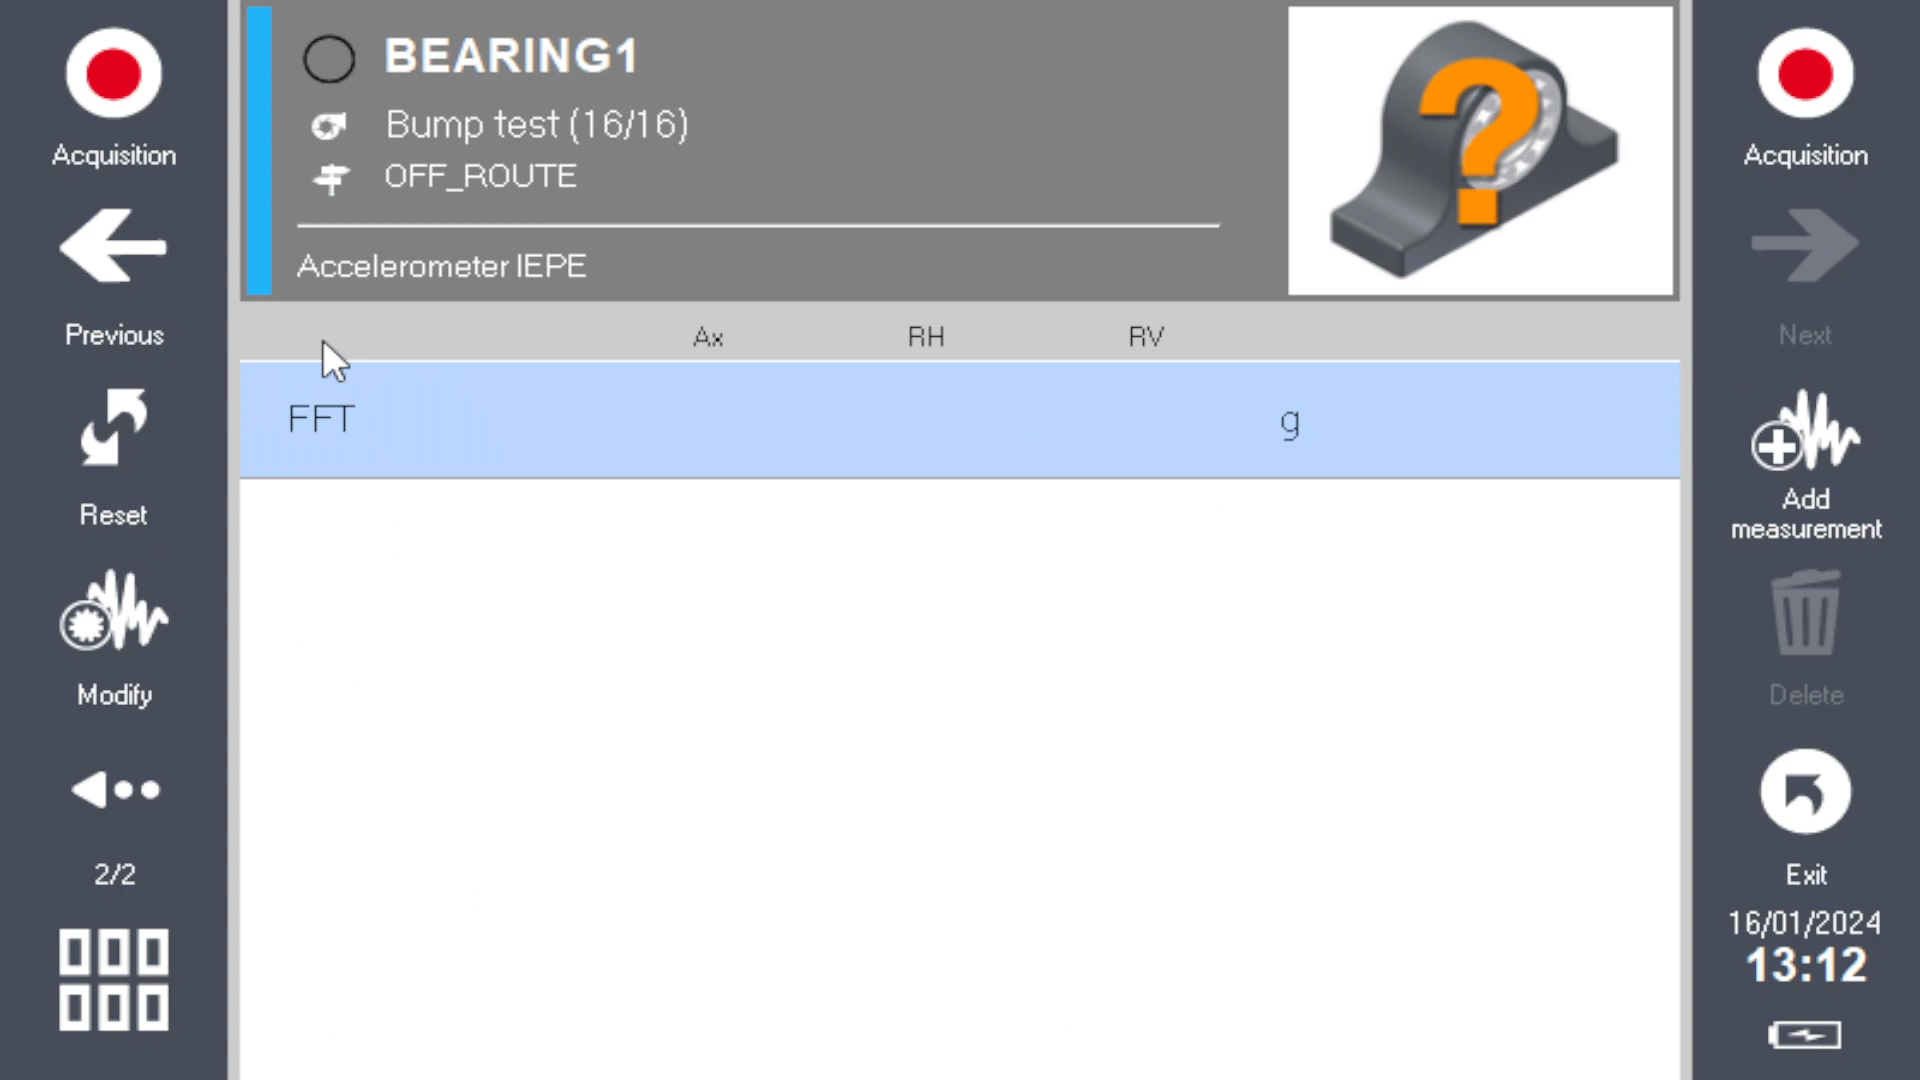 Acquisition
Previous
Reset
Modify
2/2
BEARING1
Bump test (16/16)
OFF_ROUTE
Accelerometer IEPE
Ax RH RV
FFT g
Acquisition
Next
Add
measurement
Delete
Exit
16/01/2024
13:12